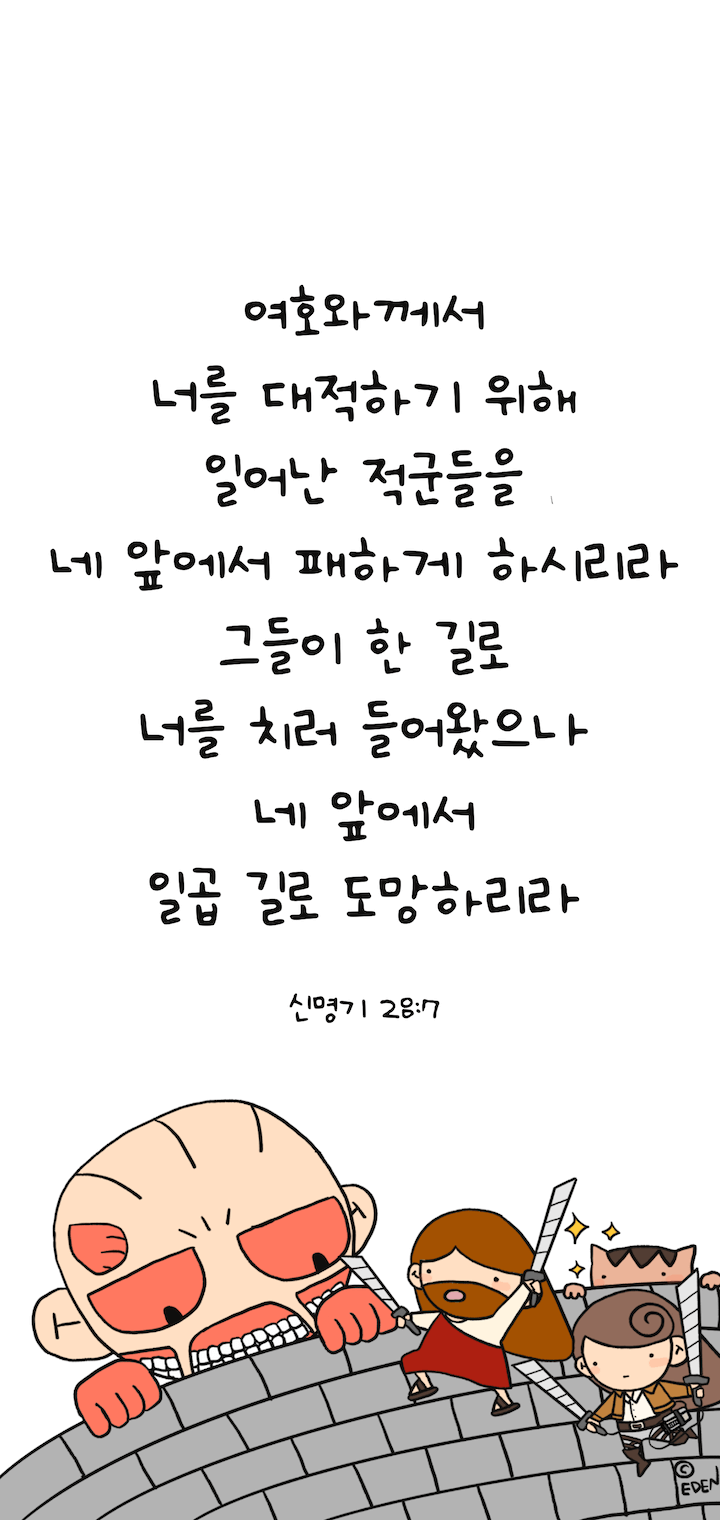 여호와께서
너를 대적하기 위해
일어난 적군들을
네 앞에서 패하게 하시리라
그들이 한 길로
너를 치러 들어왔으나
네 앞에서
일곱 길로 도망하리라
신명기 28:7
© EDEN